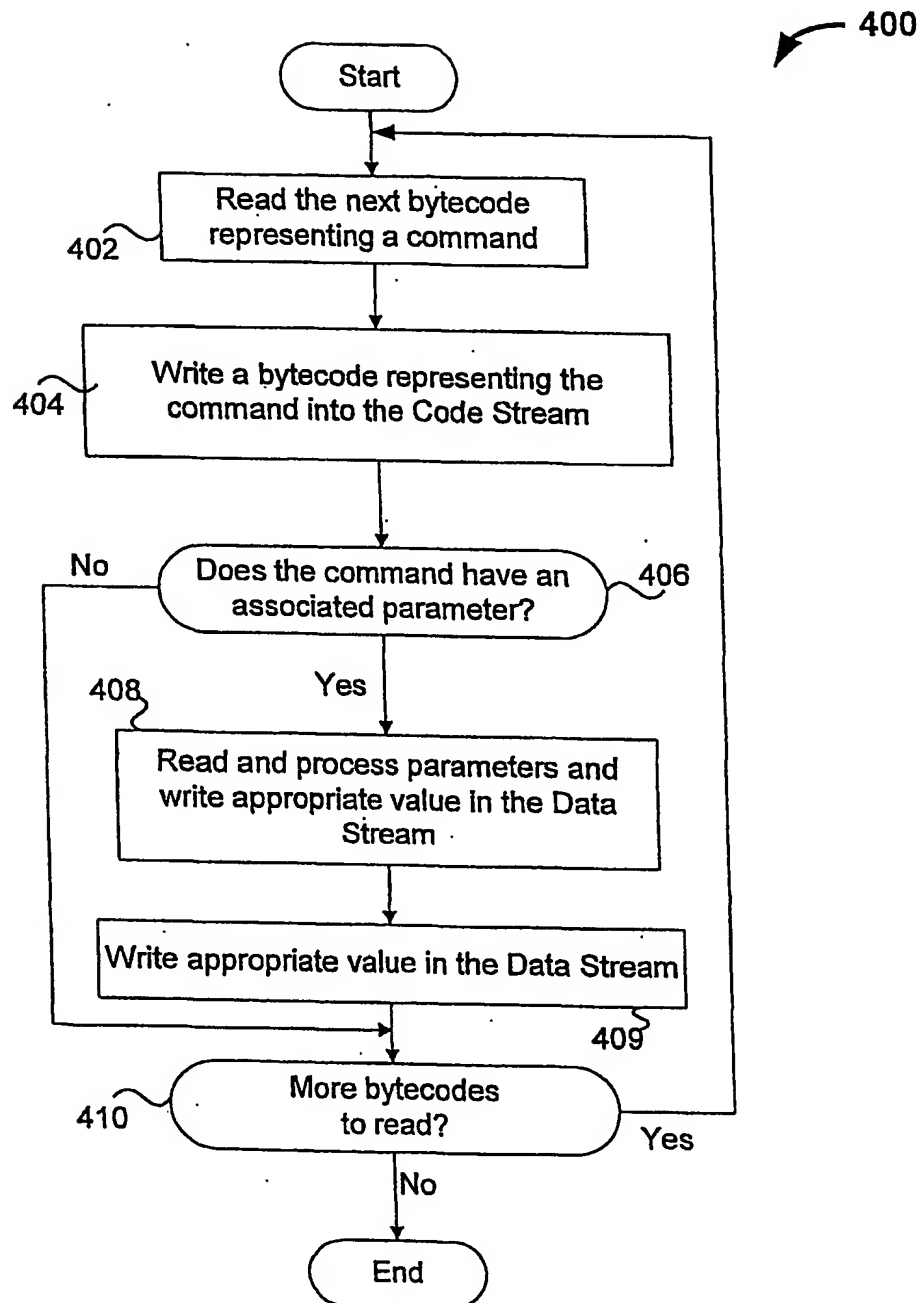 400
Start
Read the next bytecode
representing a command
402
Write a bytecode representing the
command into the Code Stream
404
No
Does the command have an
associated parameter?
406
Yes
408
Read and process parameters and
write appropriate value in the Data
Stream
Write appropriate value in the Data Stream
409
More bytecodes
to read?
410
Yes
No
End